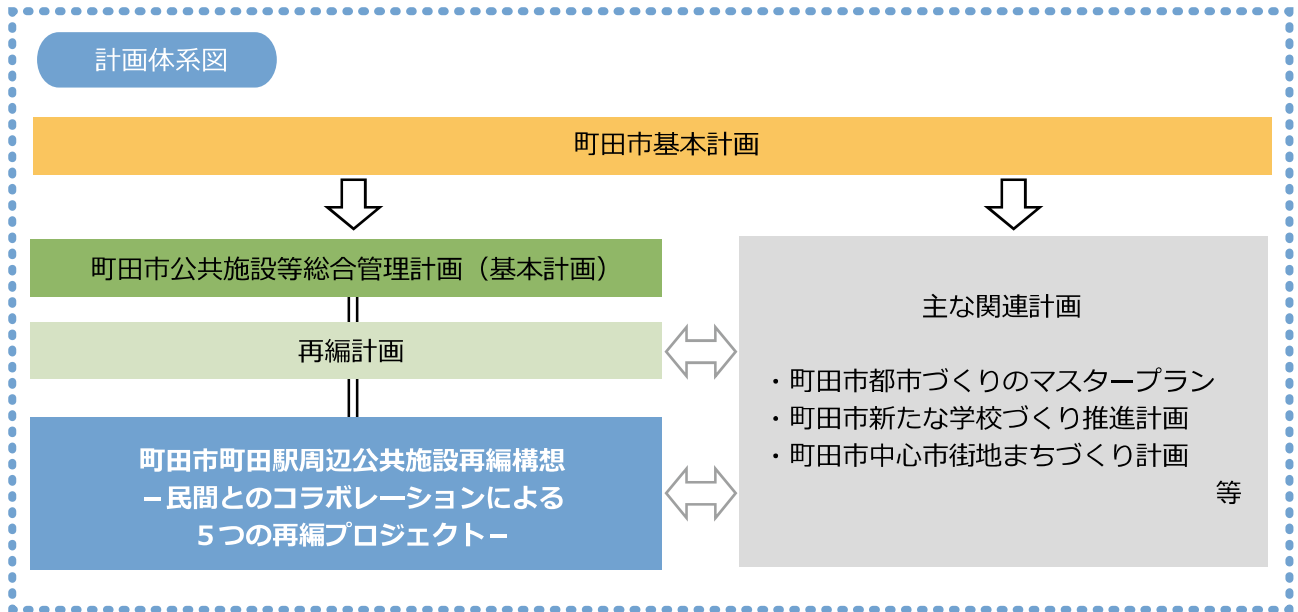 計画体系図
町田市基本計画
町田市公共施設等総合管理計画（基本計画）
再編計画
町田市町田駅周辺公共施設再編構想
－民間とのコラボレーションによる
５つの再編プロジェクト－
主な関連計画
・町田市都市づくりのマスタープラン
・町田市新たな学校づくり推進計画
・町田市中心市街地まちづくり計画
等